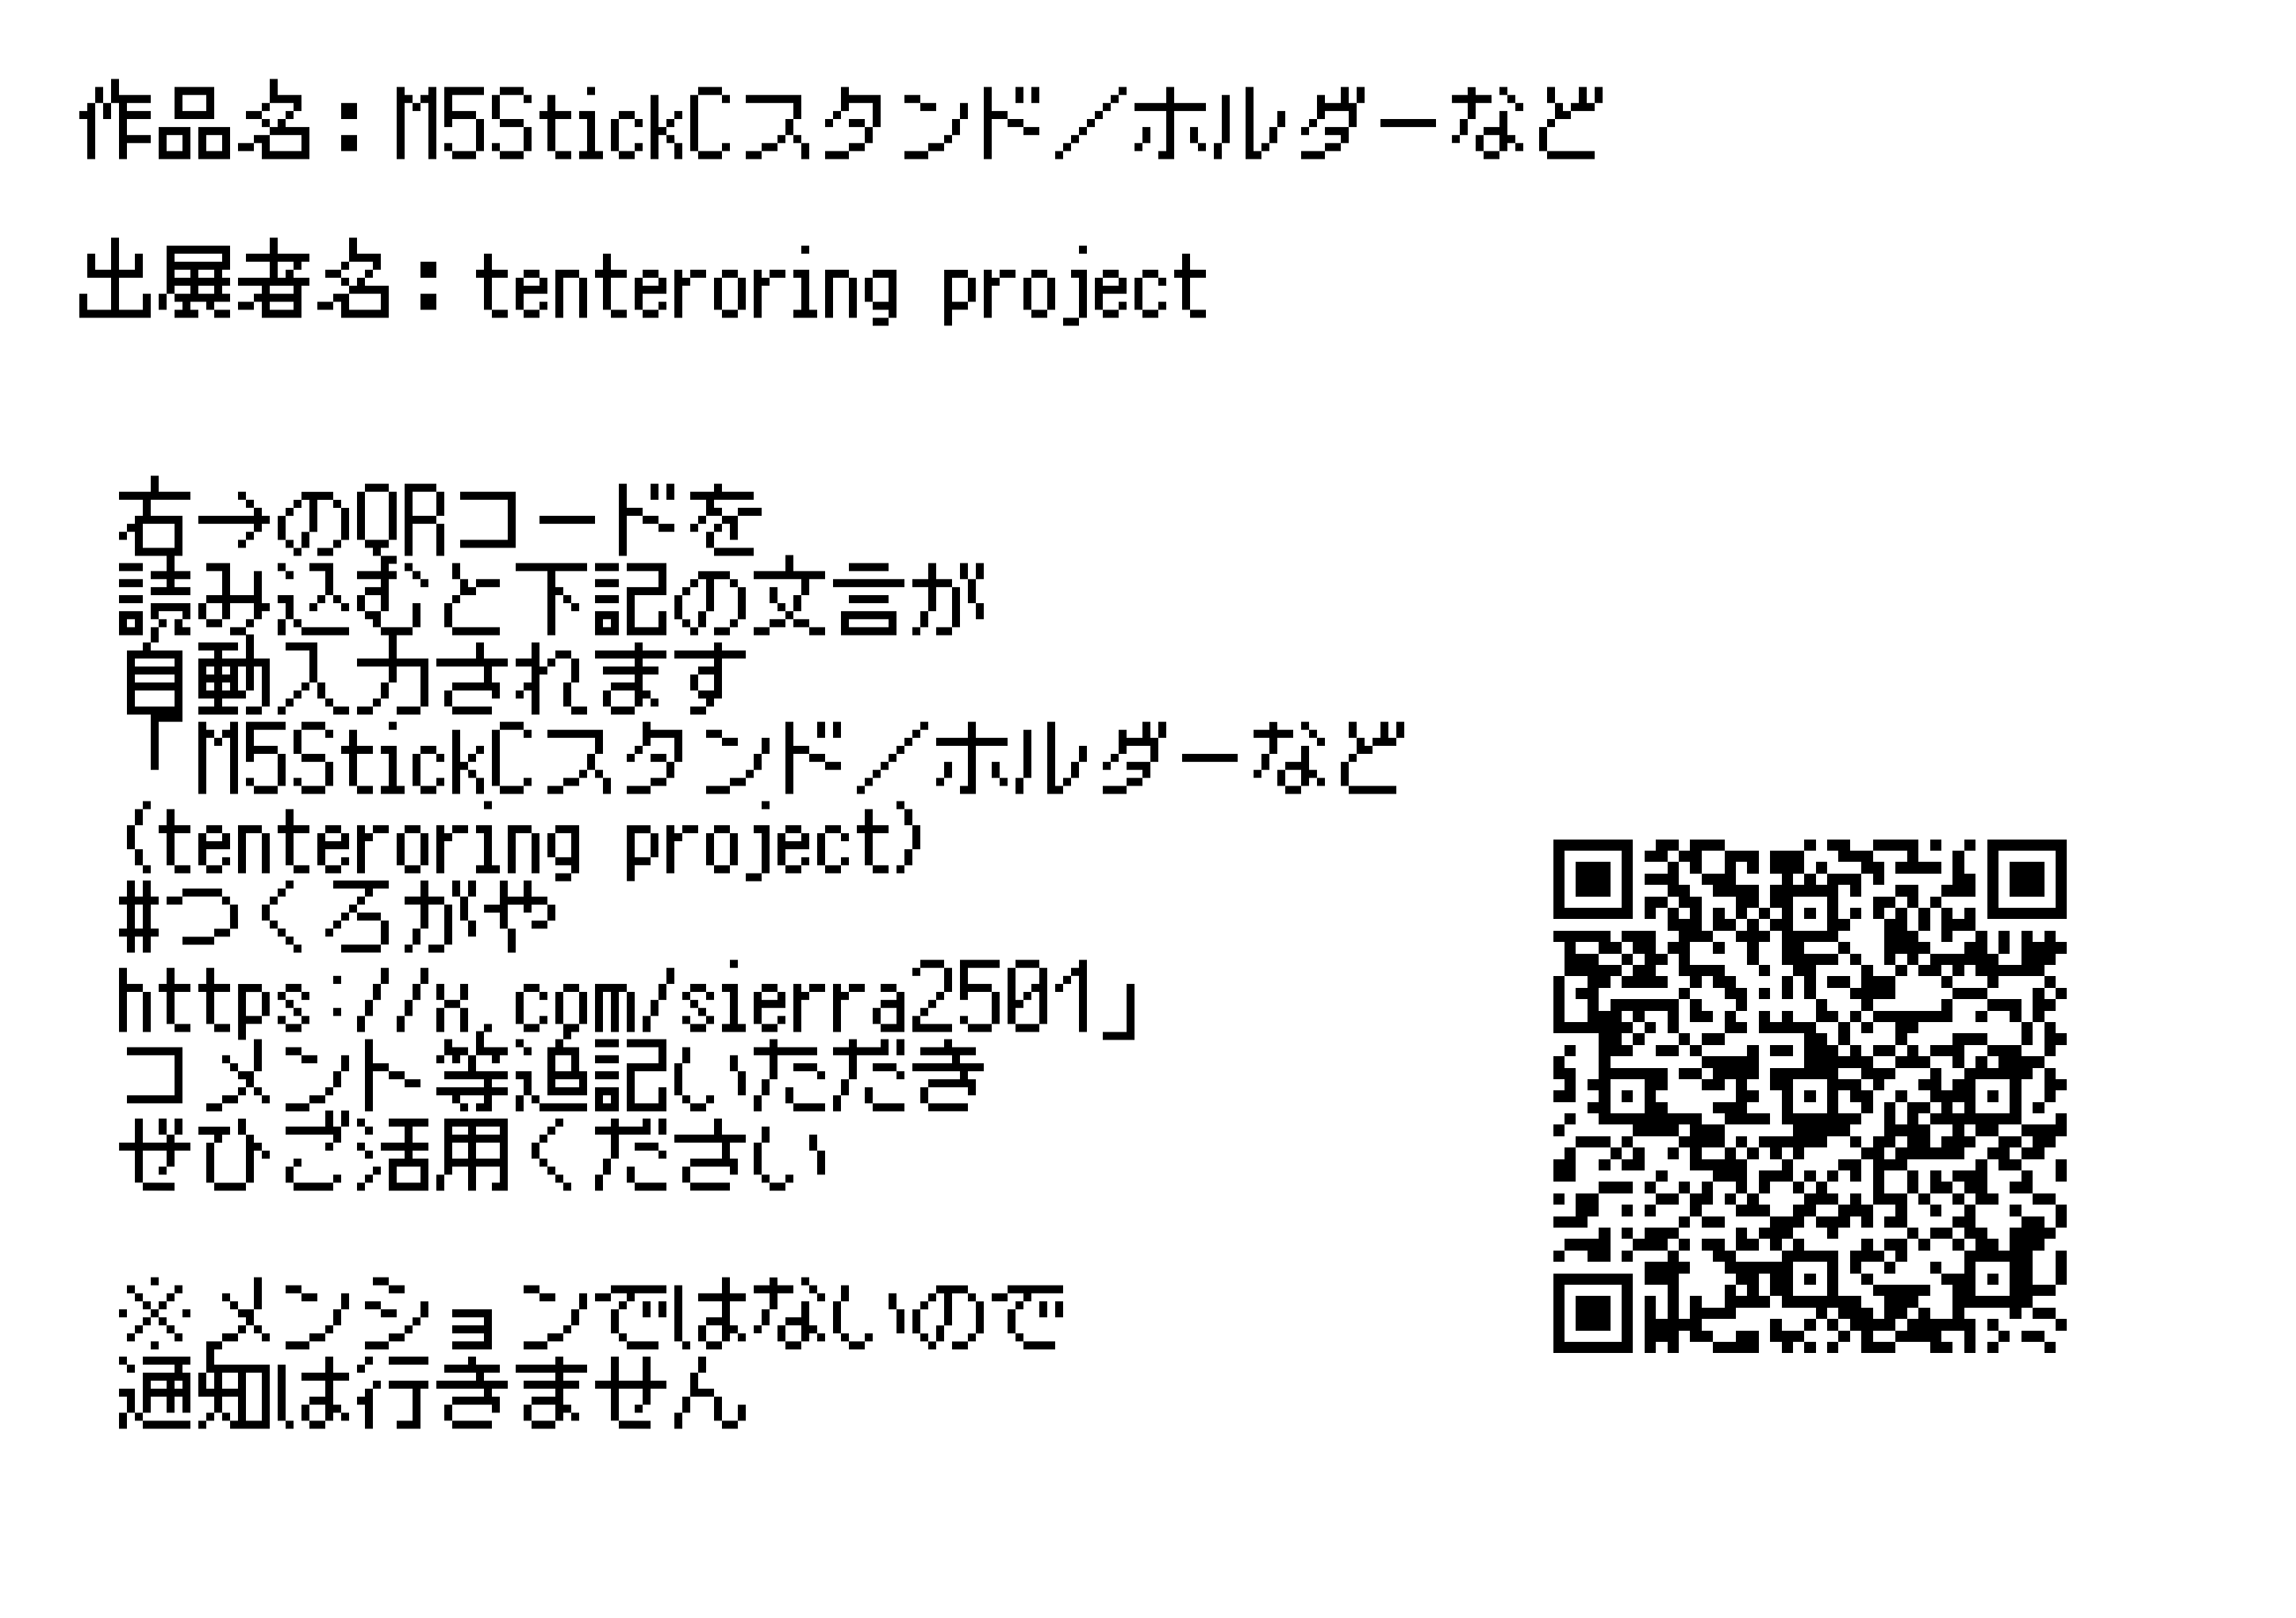 作品名：M5StickCスタンド／ホルダーなど
出展者名：tenteroring project
右→のQRコードを
読み込むと下記の文言が
自動入力されます
「M5StickCスタンド／ホルダーなど
(tenteroring project)
#つくろがや
https://x.com/sierra2501」
コメント等追記いただき
ぜひご活用ください
※メンションではないので
通知は行きません